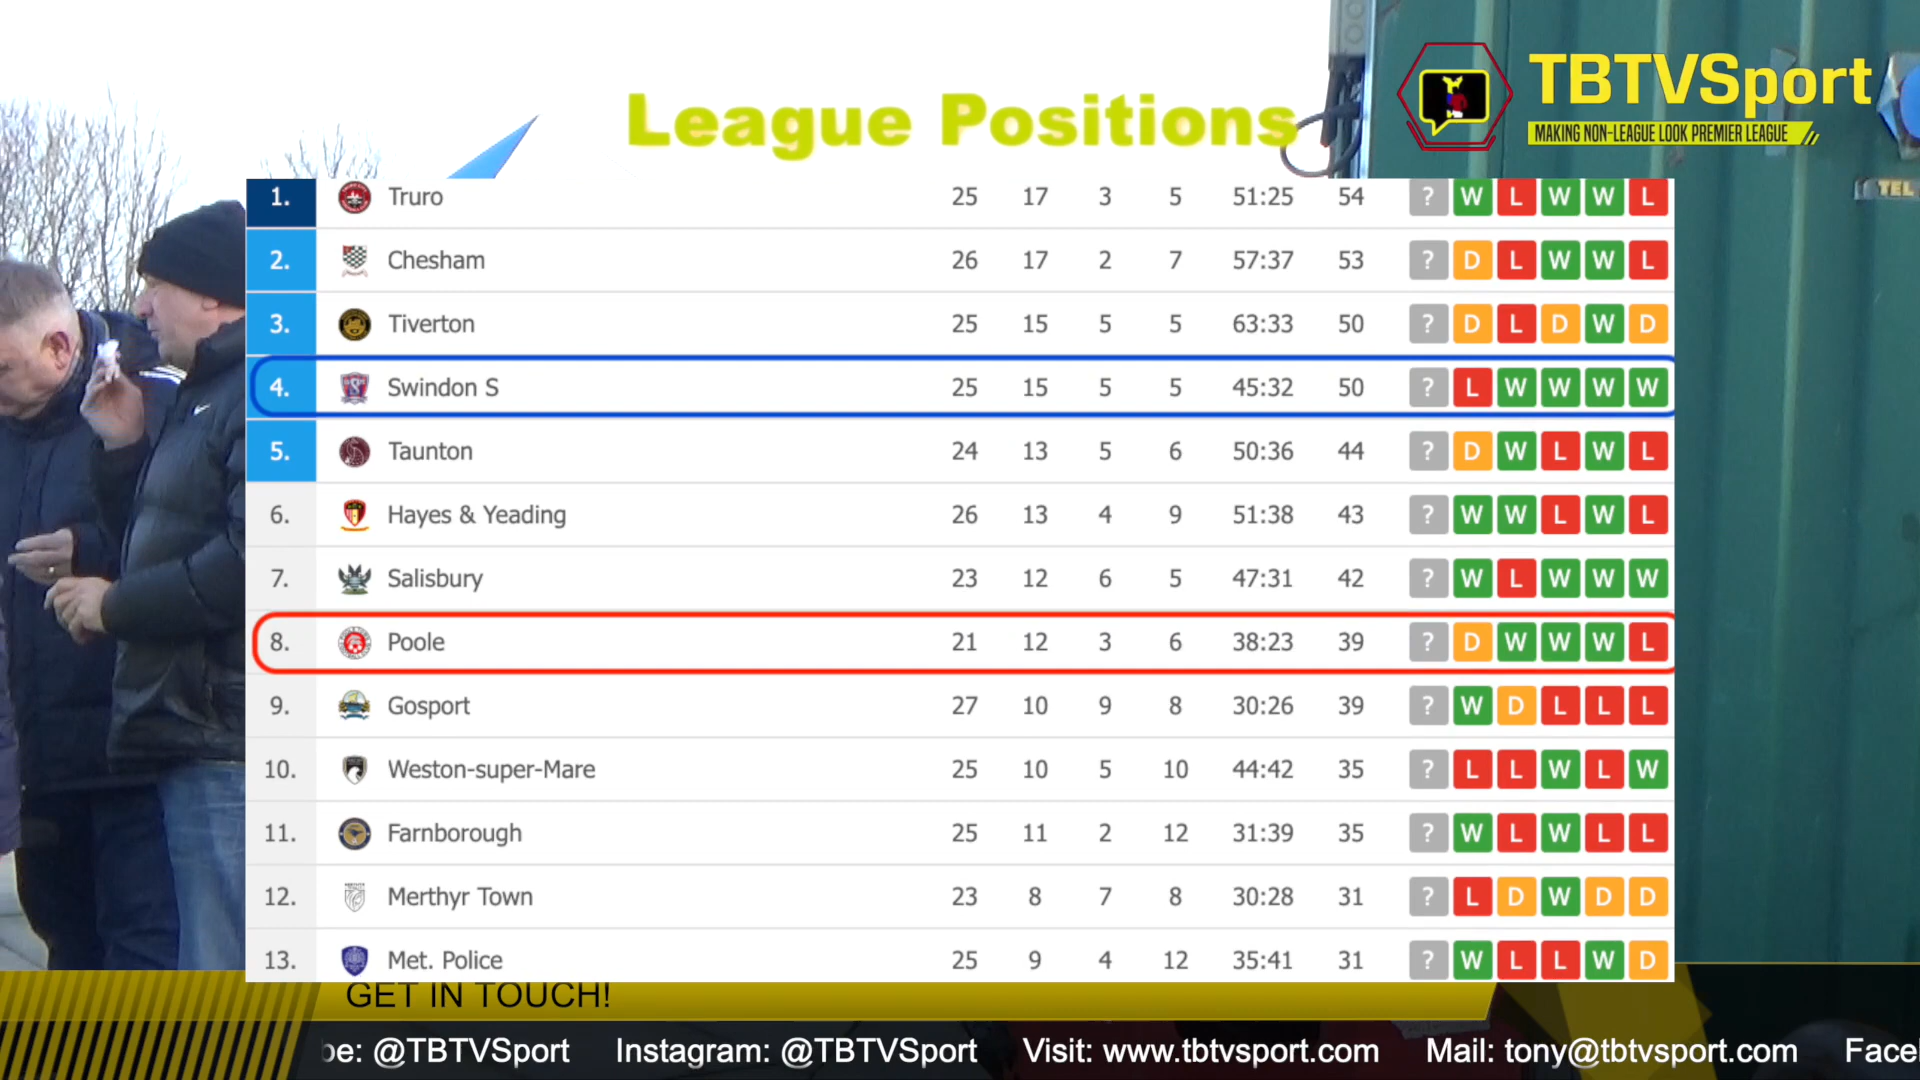 TBTVSport
MAKING NON-LEAGUE LOOK PREMIER LEAGUE
League Positions
TEL
1. Truro 25 17 3 5 51:25 54 ? W L W W L
2. Chesham 26 17 2 7 57:37 53 ? D L W W L
3. Tiverton 25 15 5 5 63:33 50 ? D L D W D
4. Swindon S 25 15 5 5 45:32 50 ? L W W W W
5. Taunton 24 13 5 6 50:36 44 ? D W L W L
6. Hayes & Yeading 26 13 4 9 51:38 43 ? W W L W L
7. Salisbury 23 12 6 5 47:31 42 ? W L W W W
8. Poole 21 12 3 6 38:23 39 ? D W W W L
9. Gosport 27 10 9 8 30:26 39 ? W D L L L
10. Weston-super-Mare 25 10 5 10 44:42 35 ? L L W L W
11. Farnborough 25 11 2 12 31:39 35 ? W L W L L
12. Merthyr Town 23 8 7 8 30:28 31 ? L D W D D
13. Met. Police 25 9 4 12 35:41 31 ? W L L W D
GET IN TOUCH!
be: @TBTVSport Instagram: @TBTVSport Visit: www.tbtvsport.com Mail: tony@tbtvsport.com Face